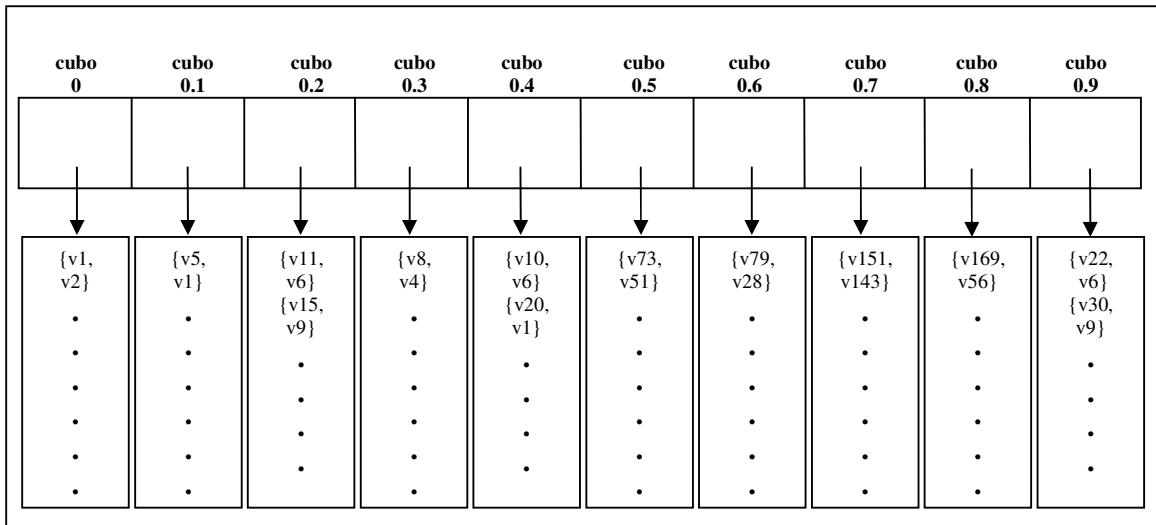 cubo cubo cubo cubo cubo cubo cubo cubo cubo cubo
0 0.1 0.2 0.3 0.4 0.5 0.6 0.7 0.8 0.9
{v1, {v5, {v11, {v8, {v10, {v73, {v79, {v151, {v169, {v22,
v2} v1} v6} v4} v6} v51} v28} v143} v56} v6}
{v15, {v20, {v30,
v9} v1} v9}